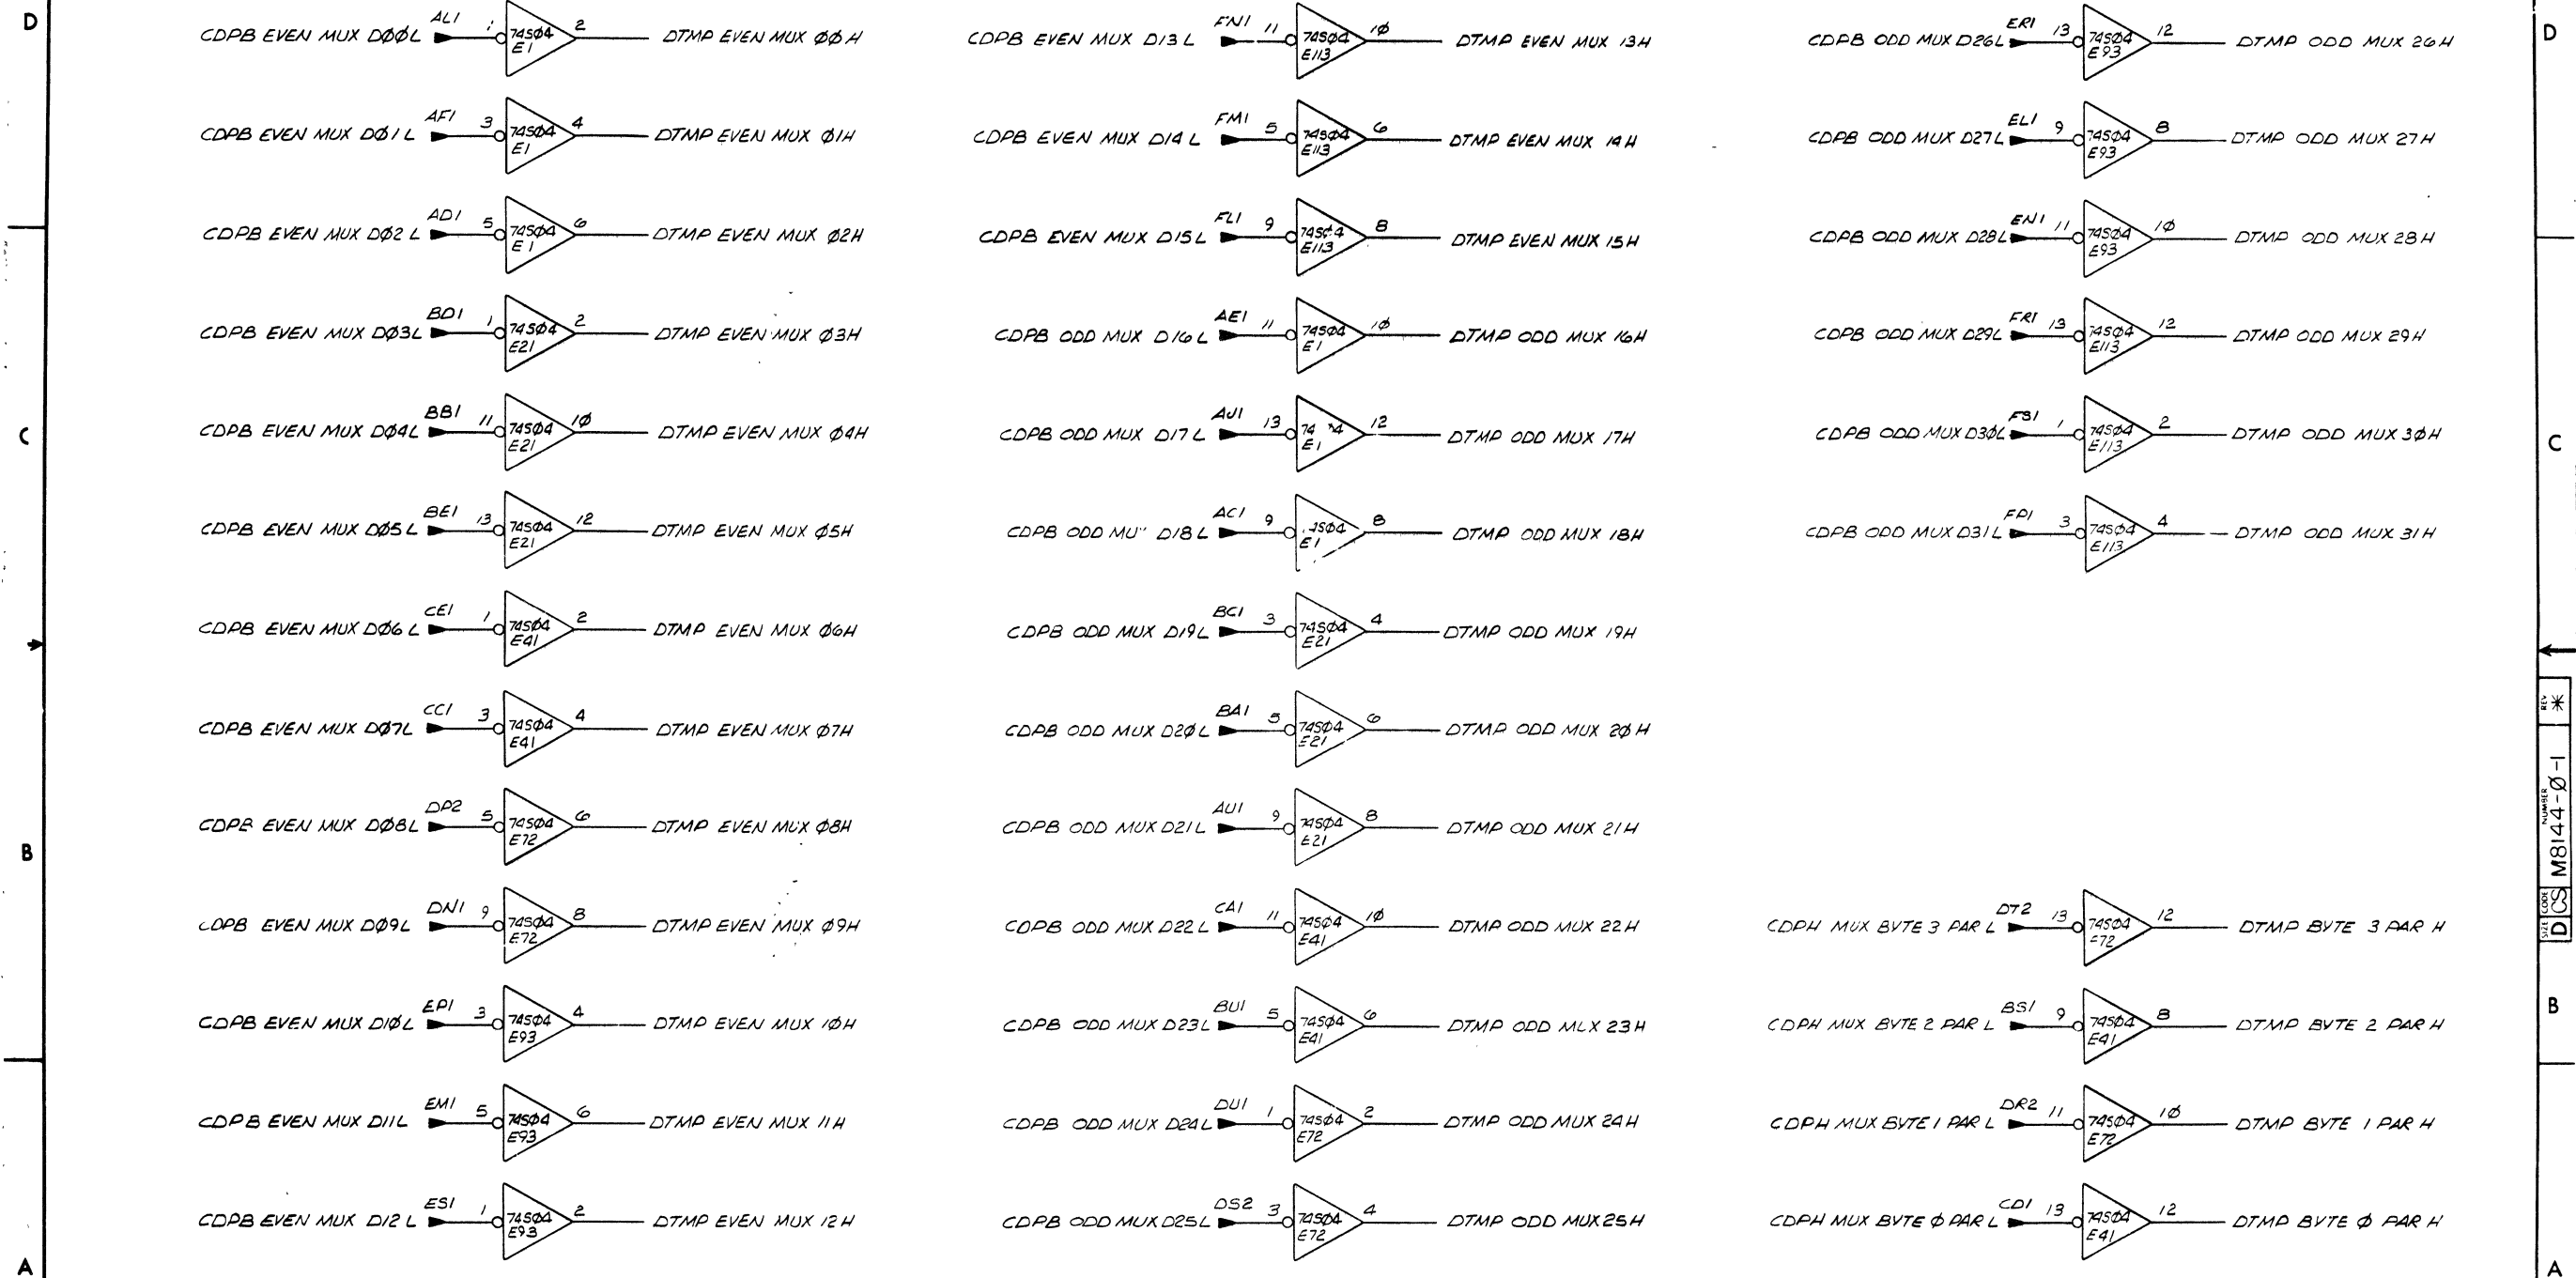 D
CDPB EVEN MUX DØØL AL1 1 74SØ4 E1 2 DTMP EVEN MUX ØØH
CDPB EVEN MUX DØ1L AF1 3 74SØ4 E1 4 DTMP EVEN MUX Ø1H
CDPB EVEN MUX DØ2L AD1 5 74SØ4 E1 6 DTMP EVEN MUX Ø2H
CDPB EVEN MUX DØ3L BD1 1 74SØ4 E21 2 DTMP EVEN MUX Ø3H
C
CDPB EVEN MUX DØ4L BB1 11 74SØ4 E21 1Ø DTMP EVEN MUX Ø4H
CDPB EVEN MUX DØ5L BE1 13 74SØ4 E21 12 DTMP EVEN MUX Ø5H
CDPB EVEN MUX DØ6L CE1 1 74SØ4 E41 2 DTMP EVEN MUX Ø6H
CDPB EVEN MUX DØ7L CC1 3 74SØ4 E41 4 DTMP EVEN MUX Ø7H
CDPB EVEN MUX DØ8L DP2 5 74SØ4 E72 6 DTMP EVEN MUX Ø8H
B
CDPB EVEN MUX DØ9L DN1 9 74SØ4 E72 8 DTMP EVEN MUX Ø9H
CDPB EVEN MUX D1ØL EP1 3 74SØ4 E93 4 DTMP EVEN MUX 1ØH
CDPB EVEN MUX D11L EM1 5 74SØ4 E93 6 DTMP EVEN MUX 11H
CDPB EVEN MUX D12L ES1 1 74SØ4 E93 2 DTMP EVEN MUX 12H
A
CDPB EVEN MUX D13L FN1 11 74SØ4 E113 1Ø DTMP EVEN MUX 13H
CDPB EVEN MUX D14L FM1 5 74SØ4 E113 6 DTMP EVEN MUX 14H
CDPB EVEN MUX D15L FL1 9 74SØ4 E113 8 DTMP EVEN MUX 15H
CDPB ODD MUX D16L AE1 11 74SØ4 E1 1Ø DTMP ODD MUX 16H
CDPB ODD MUX D17L AJ1 13 74 4 E1 12 DTMP ODD MUX 17H
CDPB ODD MU D18L AC1 9 4SØ4 E1 8 DTMP ODD MUX 18H
CDPB ODD MUX D19L BC1 3 74SØ4 E21 4 DTMP ODD MUX 19H
CDPB ODD MUX D2ØL BA1 5 74SØ4 E21 6 DTMP ODD MUX 2ØH
CDPB ODD MUX D21L AU1 9 74SØ4 E21 8 DTMP ODD MUX 21H
CDPB ODD MUX D22L CA1 11 74SØ4 E41 1Ø DTMP ODD MUX 22H
CDPB ODD MUX D23L BU1 5 74SØ4 E41 6 DTMP ODD MUX 23H
CDPB ODD MUX D24L DU1 1 74SØ4 E72 2 DTMP ODD MUX 24H
CDPB ODD MUX D25L DS2 3 74SØ4 E72 4 DTMP ODD MUX 25H
CDPB ODD MUX D26L ER1 13 74SØ4 E93 12 DTMP ODD MUX 26H
CDPB ODD MUX D27L EL1 9 74SØ4 E93 8 DTMP ODD MUX 27H
CDPB ODD MUX D28L EN1 11 74SØ4 E93 1Ø DTMP ODD MUX 28H
CDPB ODD MUX D29L FR1 13 74SØ4 E113 12 DTMP ODD MUX 29H
CDPB ODD MUX D3ØL FS1 1 74SØ4 E113 2 DTMP ODD MUX 3ØH
CDPB ODD MUX D31L FP1 3 74SØ4 E113 4 DTMP ODD MUX 31H
CDPH MUX BYTE 3 PAR L DT2 13 74SØ4 E72 12 DTMP BYTE 3 PAR H
CDPH MUX BYTE 2 PAR L BS1 9 74SØ4 E41 8 DTMP BYTE 2 PAR H
CDPH MUX BYTE 1 PAR L DR2 11 74SØ4 E72 1Ø DTMP BYTE 1 PAR H
CDPH MUX BYTE Ø PAR L CD1 13 74SØ4 E41 12 DTMP BYTE Ø PAR H
D
C
SIZE CODE NUMBER REV
D CS M8144-Ø-1 *
B
A